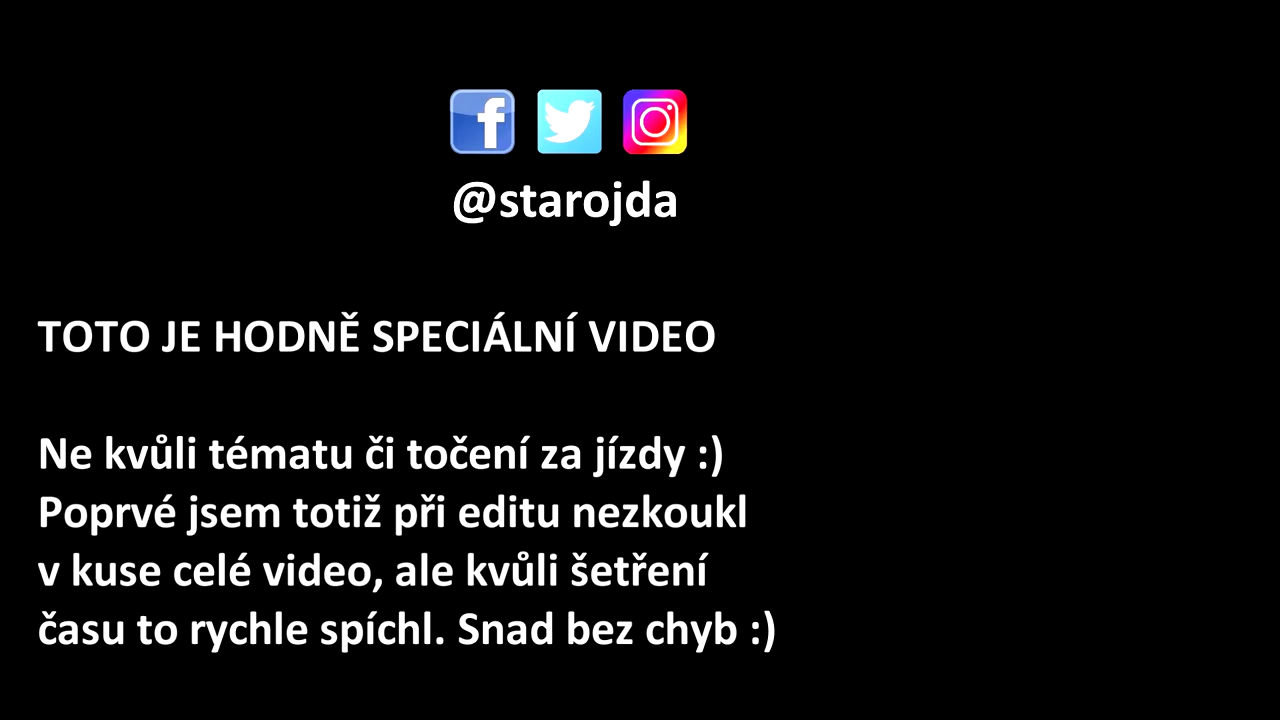 @starojda
TOTO JE HODNĚ SPECIÁLNÍ VIDEO
Ne kvůli tématu či točení za jízdy :)
Poprvé jsem totiž při editu nezkoukl
v kuse celé video, ale kvůli šetření
času to rychle spíchl. Snad bez chyb :)